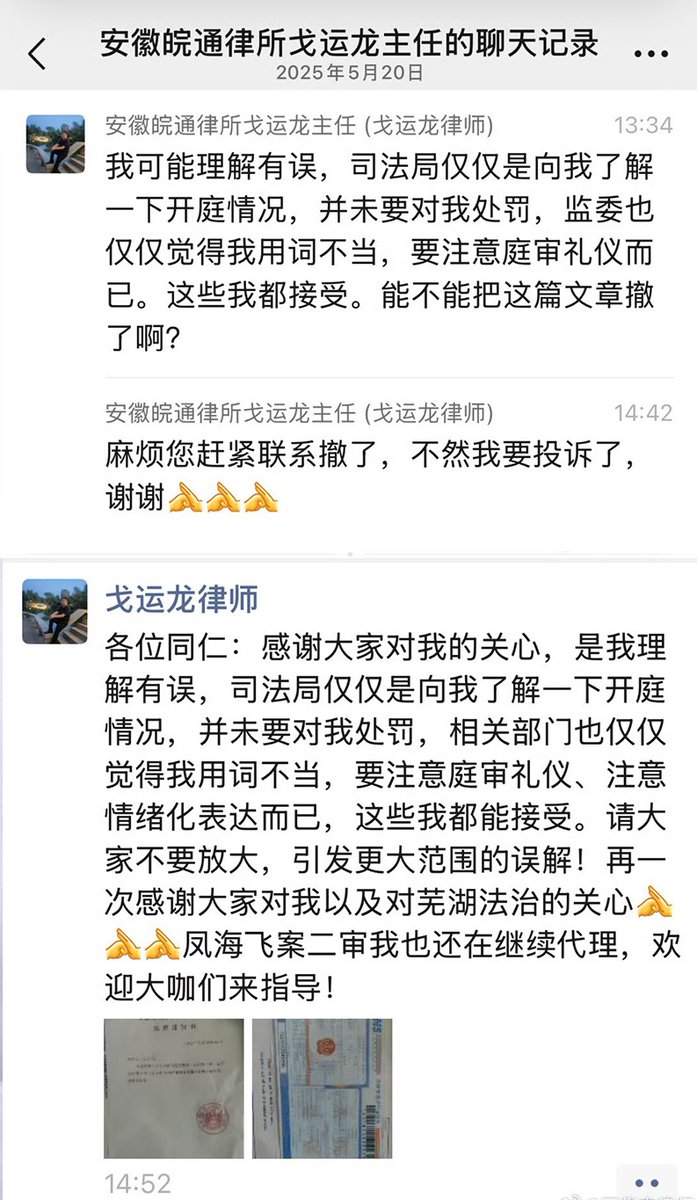 安徽皖通律所戈运龙主任的聊天记录
2025年5月20日
安徽皖通律所戈运龙主任 (戈运龙律师) 13:34
我可能理解有误，司法局仅仅是向我了解
一下开庭情况，并未要对我处罚，监委也
仅仅觉得我用词不当，要注意庭审礼仪而
已。这些我都接受。能不能把这篇文章撤
了啊？
安徽皖通律所戈运龙主任 (戈运龙律师) 14:42
麻烦您赶紧联系撤了，不然我要投诉了，
谢谢
戈运龙律师
各位同仁：感谢大家对我的关心，是我理
解有误，司法局仅仅是向我了解一下开庭
情况，并未要对我处罚，相关部门也仅仅
觉得我用词不当，要注意庭审礼仪、注意
情绪化表达而已，这些我都能接受。请大
家不要放大，引发更大范围的误解！再一
次感谢大家对我以及对芜湖法治的关心
凤海飞案二审我也还在继续代理，欢
迎大咖们来指导！
14:52